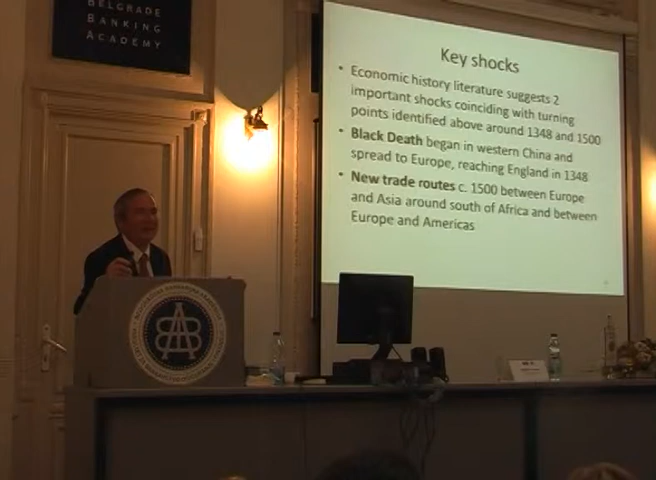 BELGRADE
BANKING
ACADEMY
Key shocks
• Economic history literature suggests 2
important shocks coinciding with turning
points identified above around 1348 and 1500
• Black Death began in western China and
spread to Europe, reaching England in 1348
• New trade routes c. 1500 between Europe
and Asia around south of Africa and between
Europe and Americas